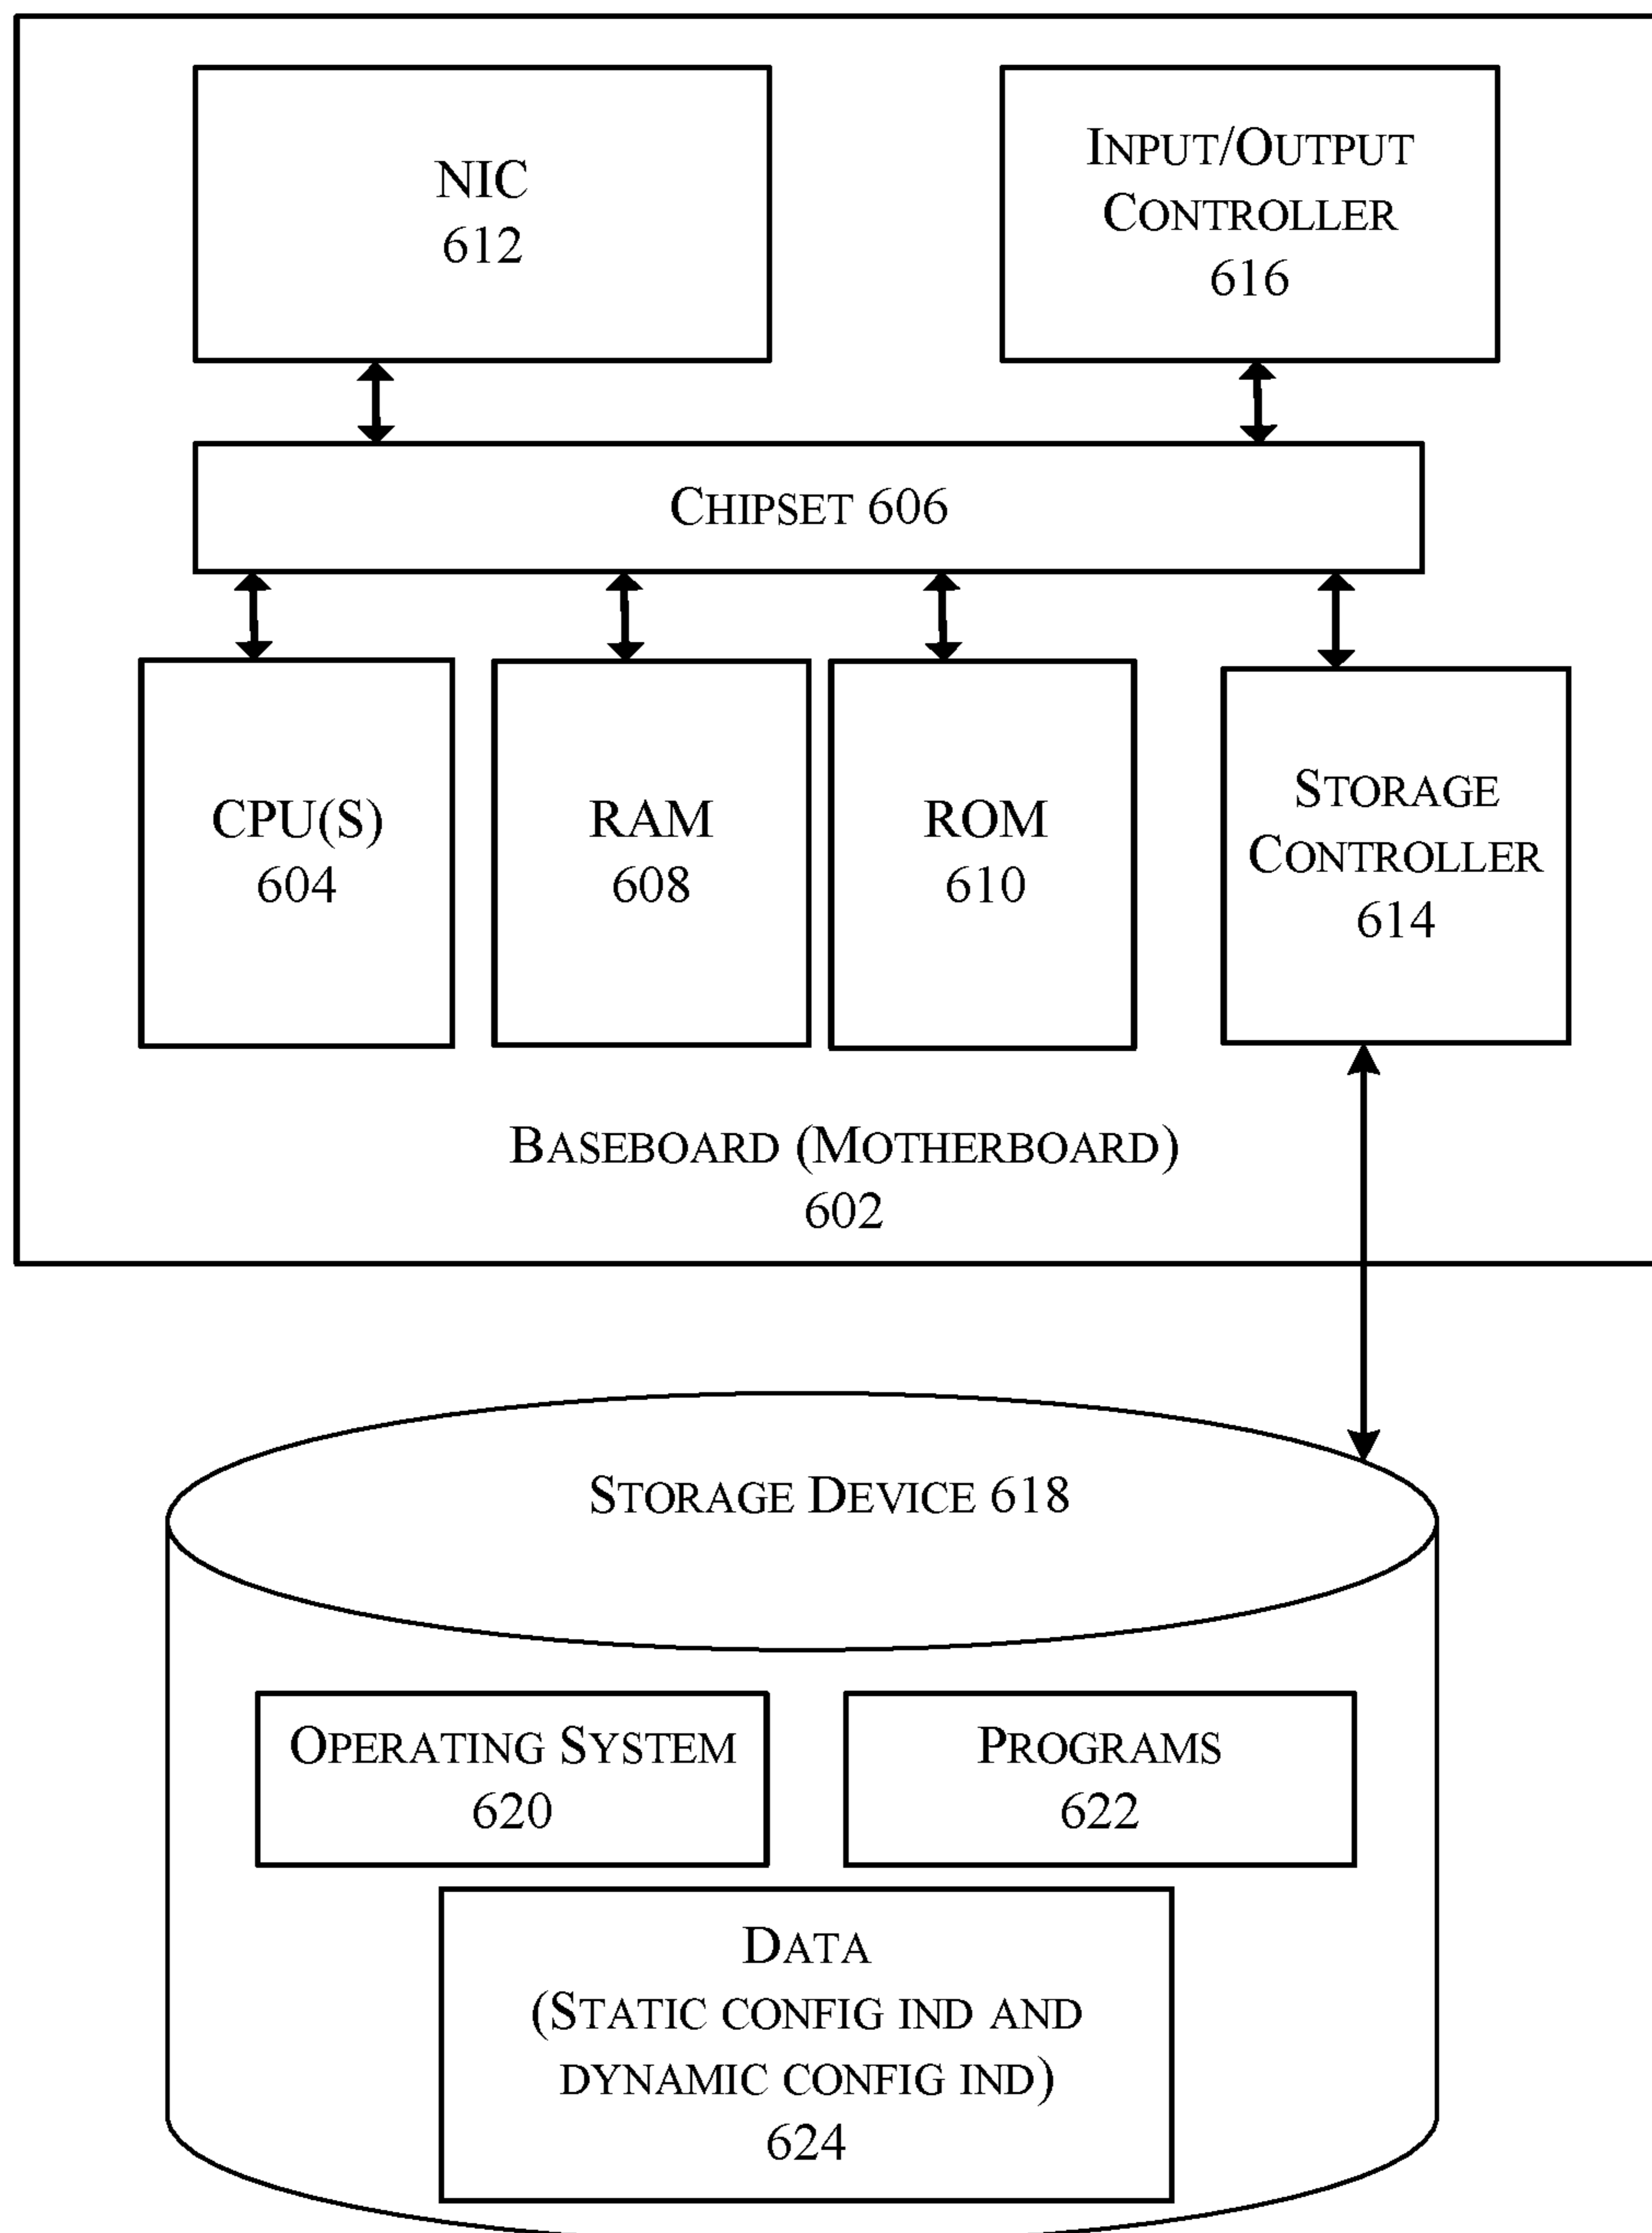 NIC
612
INPUT/OUTPUT
CONTROLLER
616
CHIPSET 606
CPU(S)
604
RAM
608
ROM
610
STORAGE
CONTROLLER
614
BASEBOARD (MOTHERBOARD)
602
STORAGE DEVICE 618
OPERATING SYSTEM
620
PROGRAMS
622
DATA
(STATIC CONFIG IND AND
DYNAMIC CONFIG IND)
624